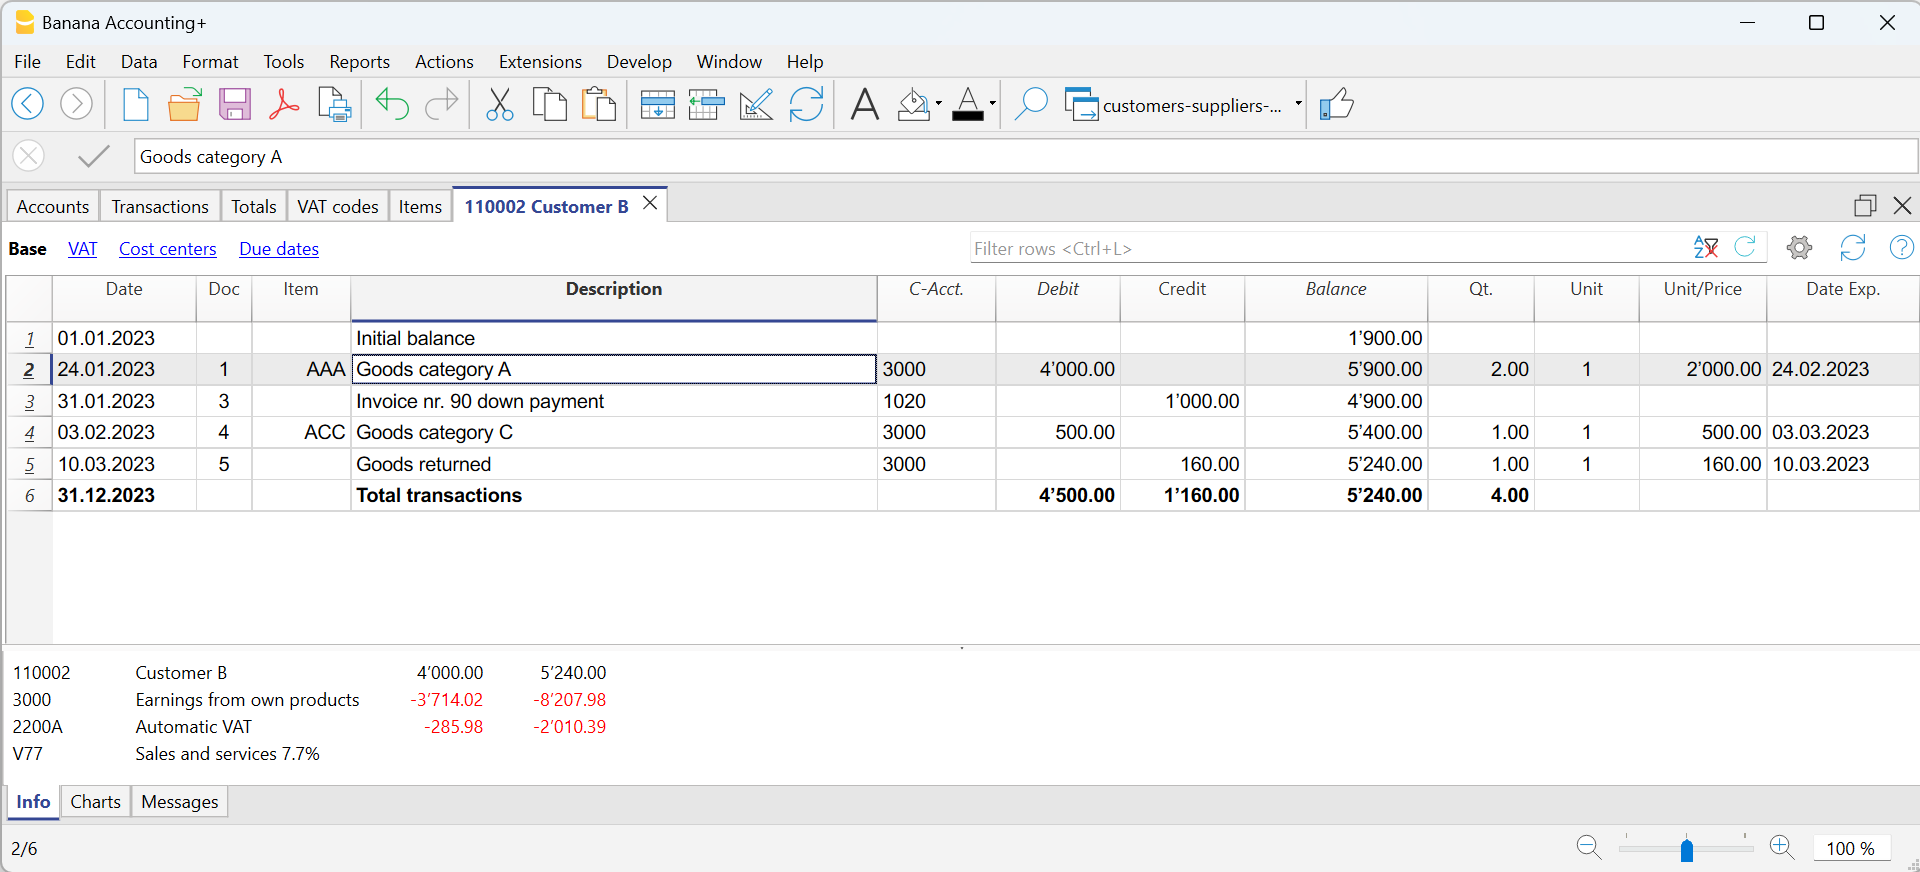 Banana Accounting+
File Edit Data Format Tools Reports Actions Extensions Develop Window Help
customers-suppliers-...
Goods category A
Accounts Transactions Totals VAT codes Items 110002 Customer B
Base VAT Cost centers Due dates Filter rows <Ctrl+L>
Date Doc Item Description C-Acct. Debit Credit Balance Qt. Unit Unit/Price Date Exp.
1 01.01.2023 Initial balance 1’900.00
2 24.01.2023 1 AAA Goods category A 3000 4’000.00 5’900.00 2.00 1 2’000.00 24.02.2023
3 31.01.2023 3 Invoice nr. 90 down payment 1020 1’000.00 4’900.00
4 03.02.2023 4 ACC Goods category C 3000 500.00 5’400.00 1.00 1 500.00 03.03.2023
5 10.03.2023 5 Goods returned 3000 160.00 5’240.00 1.00 1 160.00 10.03.2023
6 31.12.2023 Total transactions 4’500.00 1’160.00 5’240.00 4.00
110002 Customer B 4’000.00 5’240.00
3000 Earnings from own products -3’714.02 -8’207.98
2200A Automatic VAT -285.98 -2’010.39
V77 Sales and services 7.7%
Info Charts Messages
2/6 100 %